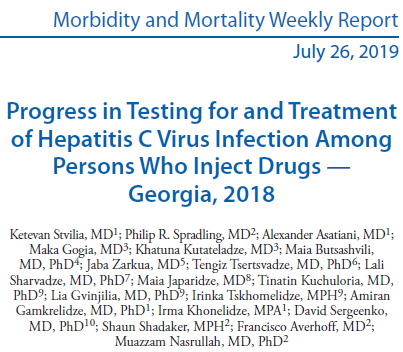 Morbidity and Mortality Weekly Report
July 26, 2019
Progress in Testing for and Treatment
of Hepatitis C Virus Infection Among
Persons Who Inject Drugs —
Georgia, 2018
Ketevan Stvilia, MD1; Philip R. Spradling, MD2; Alexander Asatiani, MD1;
Maka Gogia, MD3; Khatuna Kutateladze, MD3; Maia Butsashvili,
MD, PhD4; Jaba Zarkua, MD5; Tengiz Tsertsvadze, MD, PhD6; Lali
Sharvadze, MD, PhD7; Maia Japaridze, MD8; Tinatin Kuchuloria, MD,
PhD9; Lia Gvinjilia, MD, PhD9; Irinka Tskhomelidze, MPH9; Amiran
Gamkrelidze, MD, PhD1; Irma Khonelidze, MPA1; David Sergeenko,
MD, PhD10; Shaun Shadaker, MPH2; Francisco Averhoff, MD2;
Muazzam Nasrullah, MD, PhD2